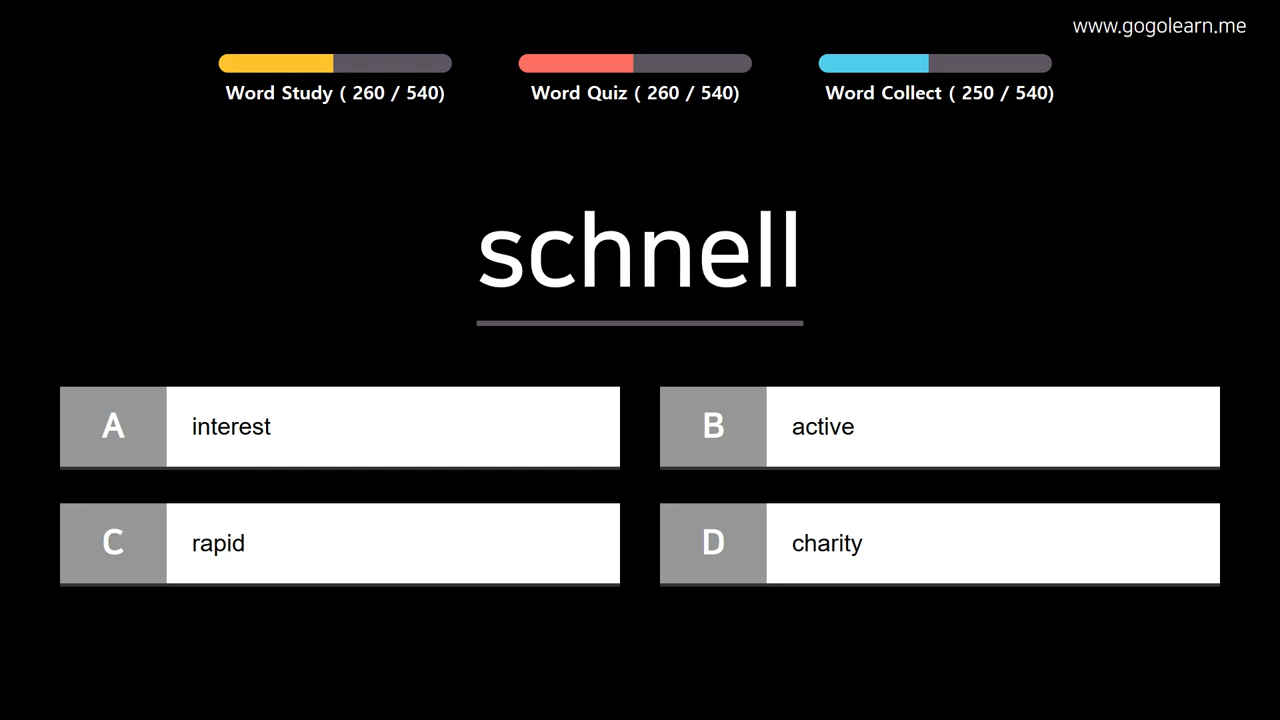 www.gogolearn.me
Word Study ( 260 / 540)
Word Quiz ( 260 / 540)
Word Collect ( 250 / 540)
schnell
A interest
B active
C rapid
D charity